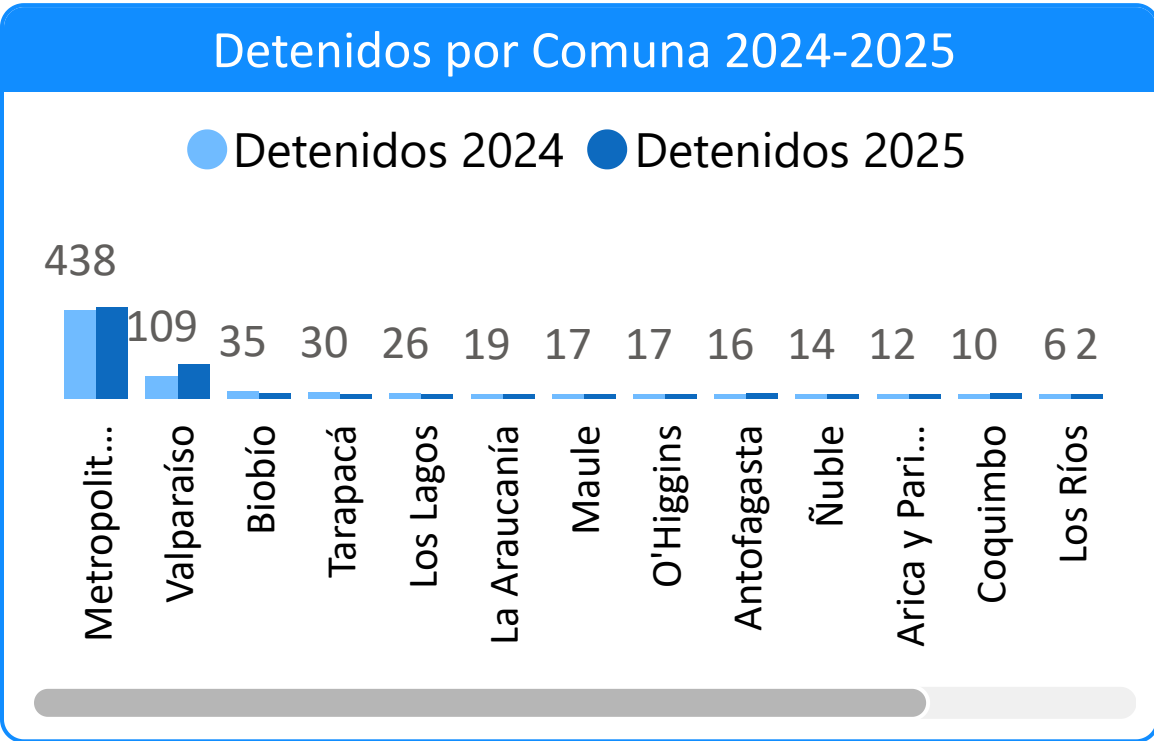 Detenidos por Comuna 2024-2025
Detenidos 2024 Detenidos 2025
438
109 35 30 26 19 17 17 16 14 12 10 6 2
Metropolit...
Valparaíso
Biobío
Tarapacá
Los Lagos
La Araucanía
Maule
O'Higgins
Antofagasta
Ñuble
Arica y Pari...
Coquimbo
Los Ríos